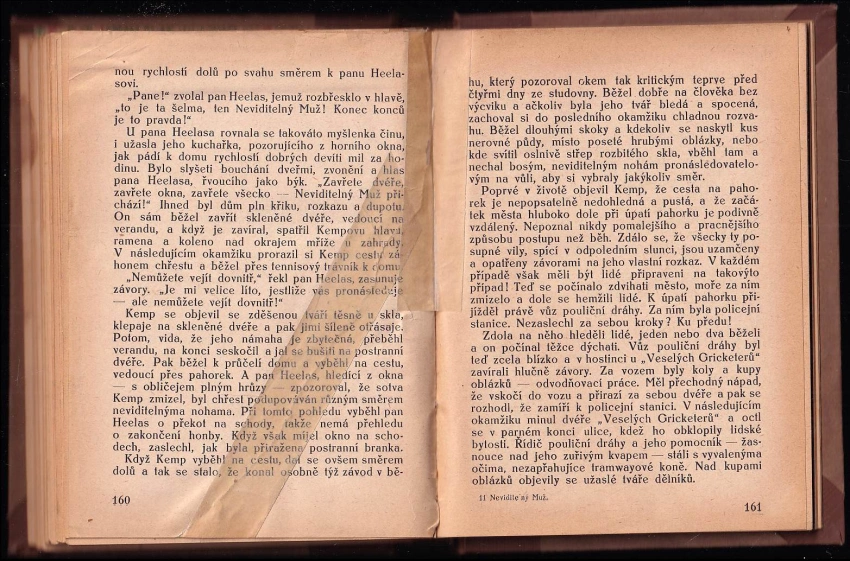 nou rychlostí dolů po svahu směrem k panu Heela-
sovi.
„Pane!“ zvolal pan Heelas, jemuž rozbřesklo v hlavě,
„to je ta šelma, ten Neviditelný Muž! Konec konců
je to pravda!“
U pana Heelasa rovnala se takováto myšlenka činu,
i užasla jeho kuchařka, pozorujícího z horního okna,
jak pádí k domu rychlostí dobrých devíti mil za ho-
dinu. Bylo slyšeti bouchání dveřmi, zvonění a hlas
pana Heelasa, řvoucího jako býk. „Zavřete dvéře,
zavřete okna, zavřete všecko — Neviditelný Muž při-
chází!“ Ihned byl dům pln křiku, rozkazu a dupotu.
On sám běžel zavřít skleněné dvéře, vedoucí na
verandu, a když je zavíral, spatřil Kempovu hlavu,
ramena a koleno nad okrajem mříže u zahrady.
V následujícím okamžiku prorazil si Kemp cestu zá-
honem chřestu a běžel přes tennisový trávník k domu.
„Nemůžete vejít dovnitř,“ řekl pan Heelas, zasunuje
závory. „Je mi velice líto, jestliže vás pronásleduje
— ale nemůžete vejít dovnitř!“
Kemp se objevil se zděšenou tváří těsně u skla,
klepaje na skleněné dvéře a pak jimi šíleně otřásaje.
Potom, vida, že jeho námaha je zbytečná, přeběhl
verandu, na konci seskočil a jal se bušiti na postranní
dvéře. Pak běžel k průčelí domu a vyběhl na cestu,
vedoucí přes pahorek. A pan Heelas, hledící z okna
— s obličejem plným hrůzy — zpozoroval, že sotva
Kemp zmizel, byl chřest podupováván různým směrem
neviditelnýma nohama. Při tomto pohledu vyběhl pan
Heelas o překot na schody, takže nemá přehledu
o zakončení honby. Když však míjel okno na scho-
dech, zaslechl, jak byla přiražena postranní branka.
Když Kemp vyběhl na cestu, dal se ovšem směrem
dolů a tak se stalo, že konal osobně týž závod v bě-
160
hu, který pozoroval okem tak kritickým teprve před
čtyřmi dny ze studovny. Běžel dobře na člověka bez
výcviku a ačkoliv byla jeho tvář bledá a spocená,
zachoval si do posledního okamžiku chladnou rozva-
hu. Běžel dlouhými skoky a kdekoliv se naskytl kus
nerovné půdy, místo poseté hrubými oblázky, nebo
kde svítil oslnivě střep rozbitého skla, vběhl tam a
nechal bosým, neviditelným nohám pronásledovatelo-
vým na vůli, aby si vybraly jakýkoliv směr.
Poprvé v životě objevil Kemp, že cesta na paho-
rek je nepopsatelně nedohledná a pustá, a že začá-
tek města hluboko dole při úpatí pahorku je podivně
vzdálený. Nepoznal nikdy pomalejšího a pracnějšího
způsobu postupu než běh. Zdálo se, že všecky ty po-
supné vily, spící v odpoledním slunci, jsou uzamčeny
a opatřeny závorami na jeho vlastní rozkaz. V každém
případě však měli být lidé připraveni na takovýto
případ! Teď se počínalo zdvihati město, moře za ním
zmizelo a dole se hemžili lidé. K úpatí pahorku při-
jížděl právě vůz pouliční dráhy. Za ním byla policejní
stanice. Nezaslechl za sebou kroky? Ku předu!
Zdola na něho hleděli lidé, jeden nebo dva běželi
a on počínal těžce dýchati. Vůz pouliční dráhy byl
teď zcela blízko a v hostinci u „Veselých Gricketerů“
zavírali hlučně závory. Za vozem byly koly a kupy
oblázků — odvodňovací práce. Měl přechodný nápad,
že vskočí do vozu a přirazí za sebou dvéře a pak se
rozhodl, že zamíří k policejní stanici. V následujícím
okamžiku minul dvéře „Veselých Gricketerů“ a octl
se v parném konci ulice, kdež ho obklopily lidské
bytosti. Řidič pouliční dráhy a jeho pomocník — žas-
nouce nad jeho zuřivým kvapem — stáli s vyvalenýma
očima, nezapřahujíce tramwayové koně. Nad kupami
oblázků objevily se užaslé tváře dělníků.
11 Neviditelný Muž.
161